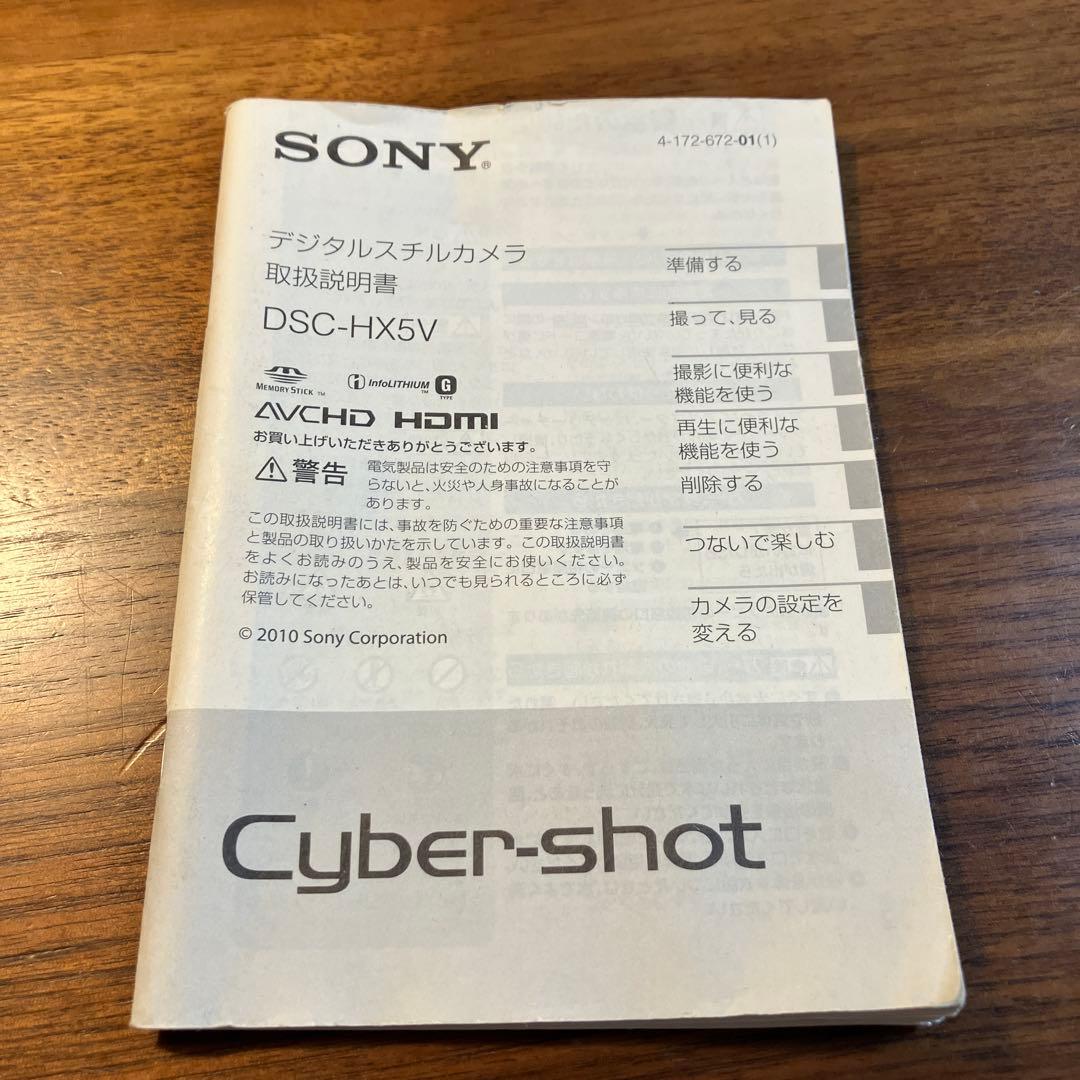 SONY®
4-172-672-01(1)
デジタルスチルカメラ
取扱説明書
DSC-HX5V
MEMORY STICK TM
InfoLITHIUM TM G TYPE
AVCHD HDMI
お買い上げいただきありがとうございます。
警告
電気製品は安全のための注意事項を守
らないと、火災や人身事故になることが
あります。
この取扱説明書には、事故を防ぐための重要な注意事項
と製品の取り扱いかたを示しています。この取扱説明書
をよくお読みのうえ、製品を安全にお使いください。
お読みになったあとは、いつでも見られるところに必ず
保管してください。
© 2010 Sony Corporation
準備する
撮って、見る
撮影に便利な
機能を使う
再生に便利な
機能を使う
削除する
つないで楽しむ
カメラの設定を
変える
Cyber-shot